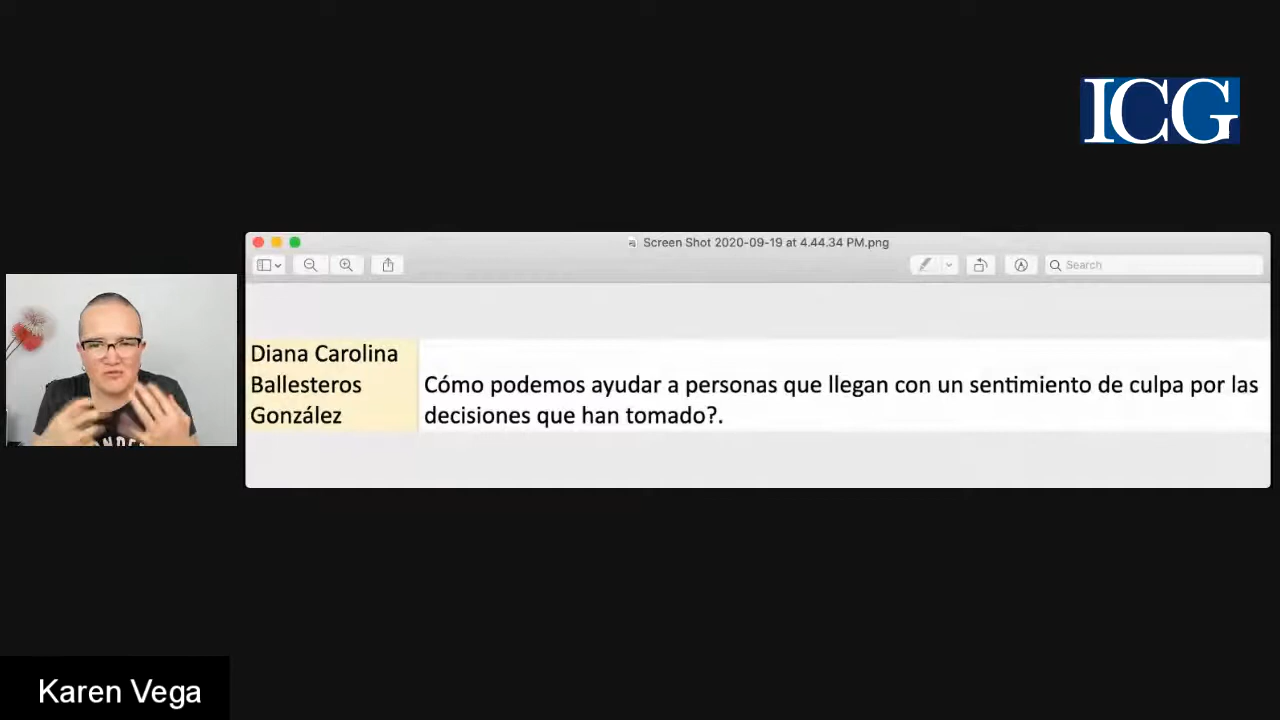 ICG
Screen Shot 2020-09-19 at 4.44.34 PM.png
Search
Diana Carolina
Ballesteros
González
Cómo podemos ayudar a personas que llegan con un sentimiento de culpa por las
decisiones que han tomado?.
Karen Vega